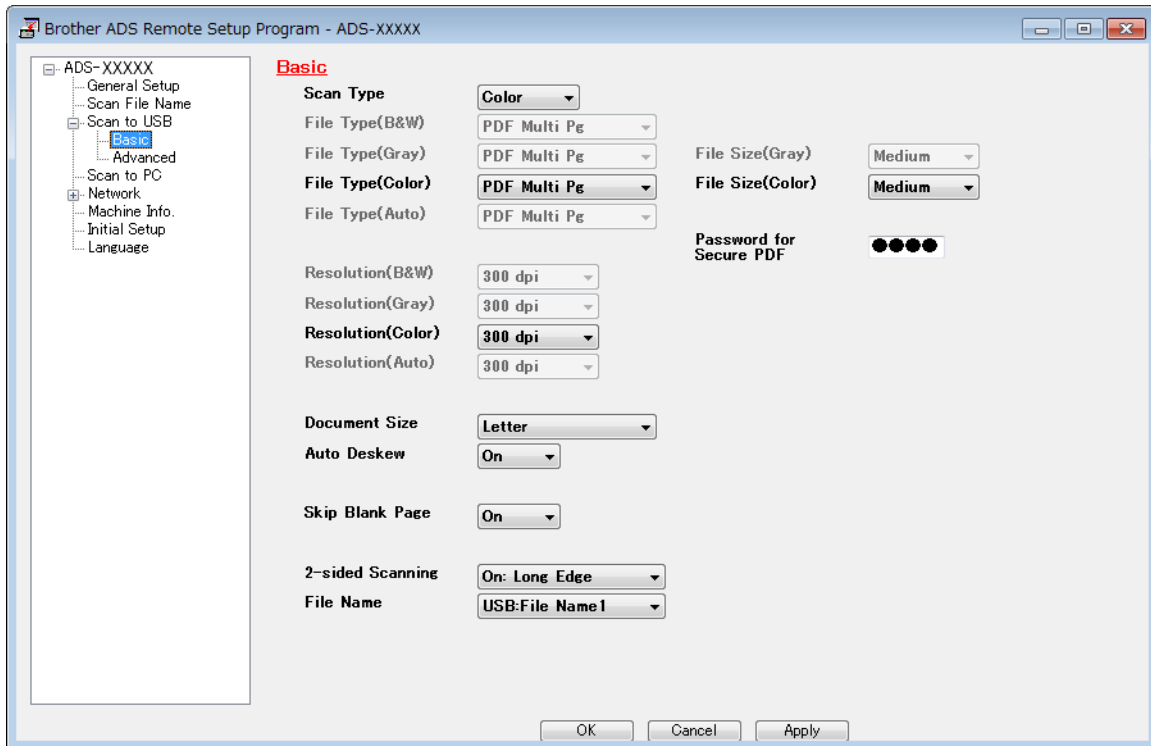 Brother ADS Remote Setup Program - ADS-XXXXX
ADS-XXXXX
General Setup
Scan File Name
Scan to USB
Basic
Advanced
Scan to PC
Network
Machine Info.
Initial Setup
Language
Basic
Scan Type Color
File Type(B&W) PDF Multi Pg
File Type(Gray) PDF Multi Pg File Size(Gray) Medium
File Type(Color) PDF Multi Pg File Size(Color) Medium
File Type(Auto) PDF Multi Pg
Password for
Secure PDF ●●●●
Resolution(B&W) 300 dpi
Resolution(Gray) 300 dpi
Resolution(Color) 300 dpi
Resolution(Auto) 300 dpi
Document Size Letter
Auto Deskew On
Skip Blank Page On
2-sided Scanning On: Long Edge
File Name USB:File Name1
OK Cancel Apply